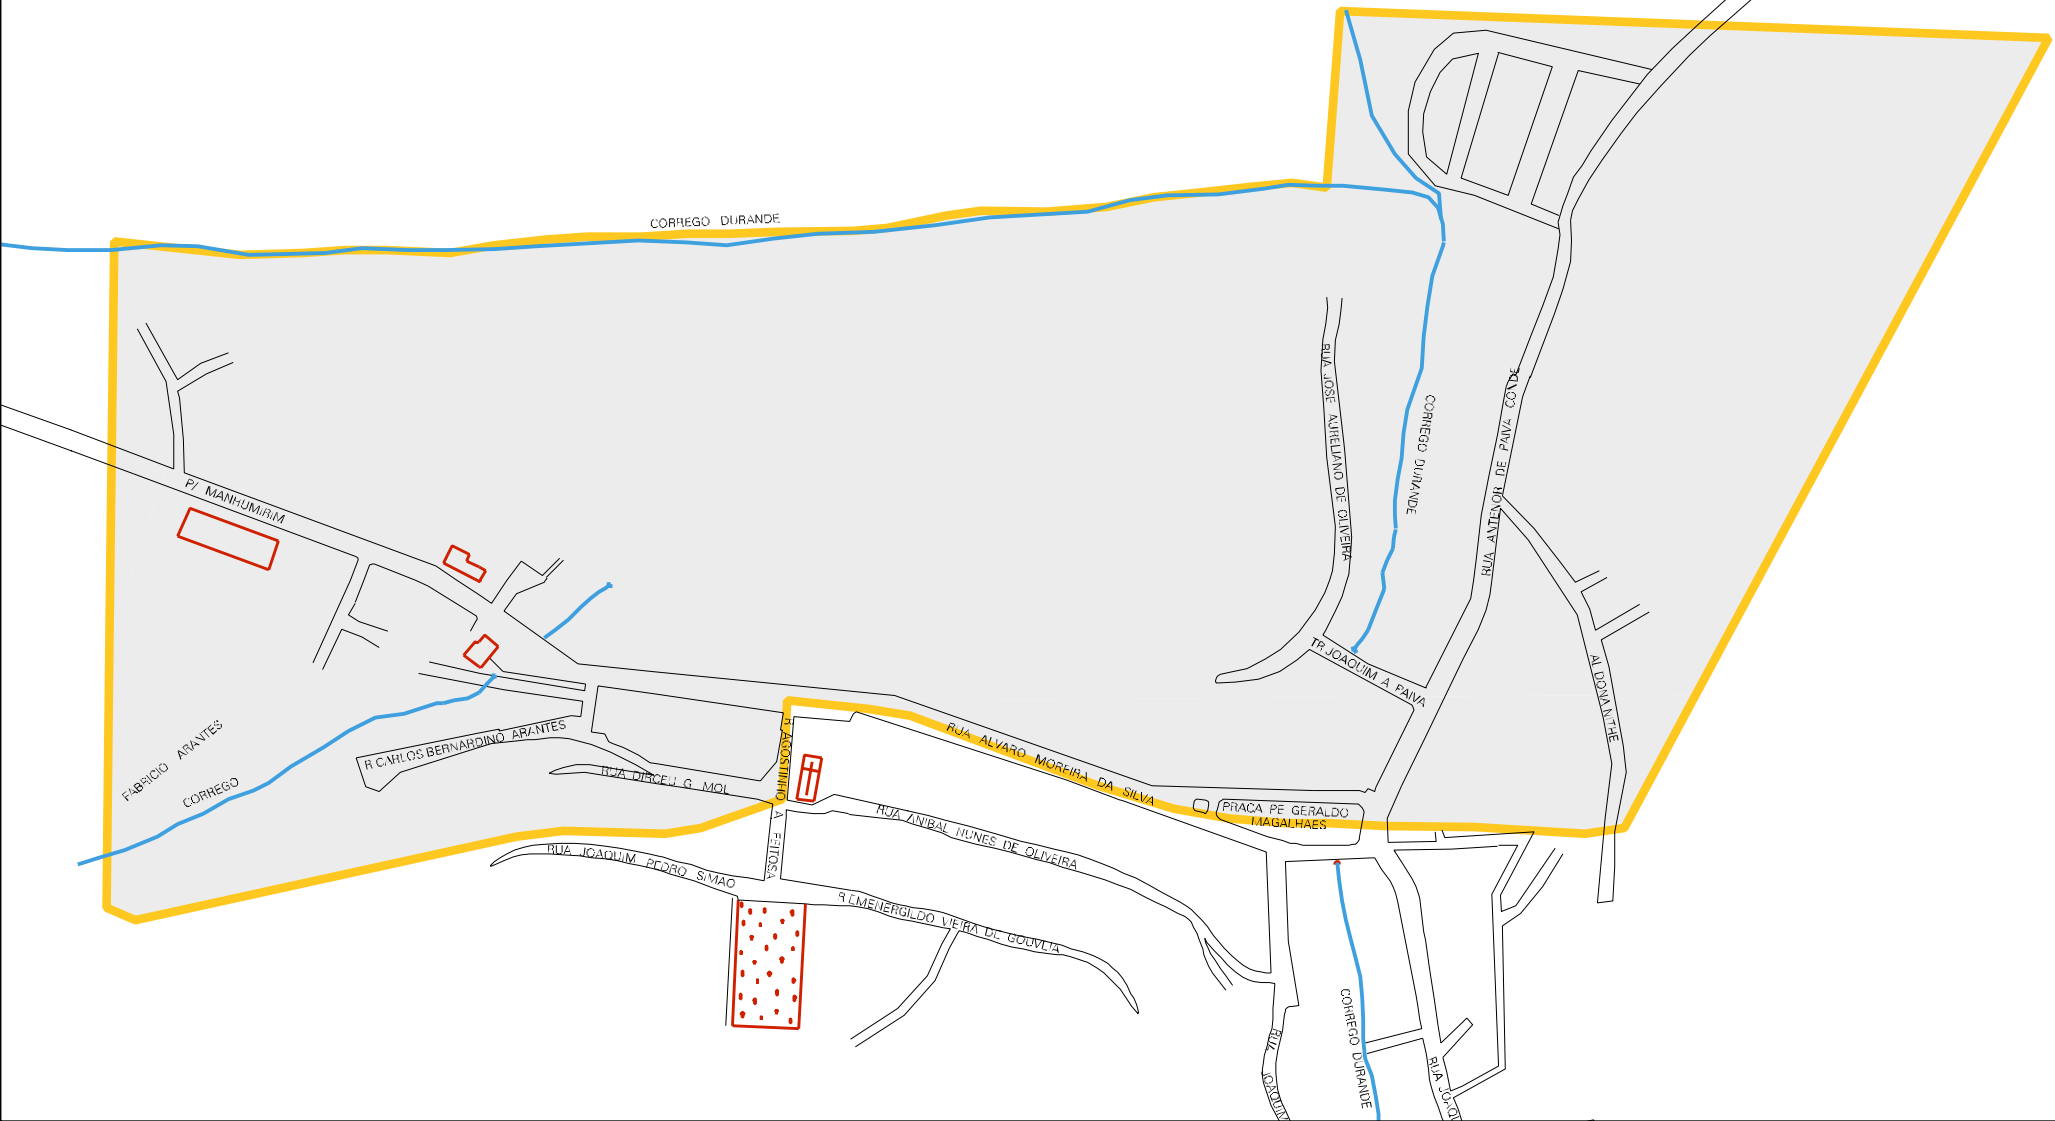 CORREGO DURANDE
RUA JOSE AURELIANO DE OLIVEIRA
CORREGO DURANDE
RUA ANTENOR DE PAIVA CONDE
P/ MANHUMIRIM
TR JOAQUIM A PAIVA
AL DONA NITHE
FABRICIO ARANTES
CORREGO
R CARLOS BERNARDINO ARANTES
RUA DIRCEU G MOL
R AGOSTINHO A FEITOSA
RUA ALVARO MOREIRA DA SILVA
PRACA PE GERALDO
MAGALHAES
RUA ANIBAL NUNES DE OLIVEIRA
RUA JOAQUIM PEDRO SIMAO
R EMENERGILDO VIEIRA DE GOUVEIA
CORREGO DURANDE
RUA JOAQUIM
RUA JOAQU